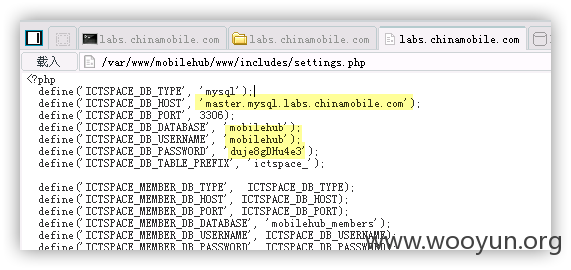 labs.chinamobile.com labs.chinamobile.com labs.chinamobile.com
載入 /var/www/mobilehub/www/includes/settings.php
<?php
define('ICTSPACE_DB_TYPE', 'mysql');
define('ICTSPACE_DB_HOST', 'master.mysql.labs.chinamobile.com');
define('ICTSPACE_DB_PORT', 3306);
define('ICTSPACE_DB_DATABASE', 'mobilehub');
define('ICTSPACE_DB_USERNAME', 'mobilehub');
define('ICTSPACE_DB_PASSWORD', 'duje8gDHu4e3');
define('ICTSPACE_DB_TABLE_PREFIX', 'ictspace_');
define('ICTSPACE_MEMBER_DB_TYPE', ICTSPACE_DB_TYPE);
define('ICTSPACE_MEMBER_DB_HOST', ICTSPACE_DB_HOST);
define('ICTSPACE_MEMBER_DB_PORT', ICTSPACE_DB_PORT);
define('ICTSPACE_MEMBER_DB_DATABASE', 'mobilehub_members');
define('ICTSPACE_MEMBER_DB_USERNAME', ICTSPACE_DB_USERNAME);
define('ICTSPACE_MEMBER_DB_PASSWORD', ICTSPACE_DB_PASSWORD);
www.wooyun.org